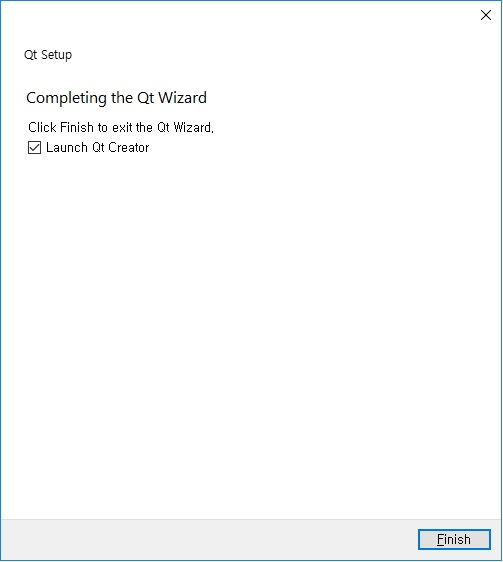 Qt Setup
Completing the Qt Wizard
Click Finish to exit the Qt Wizard.
Launch Qt Creator
Finish